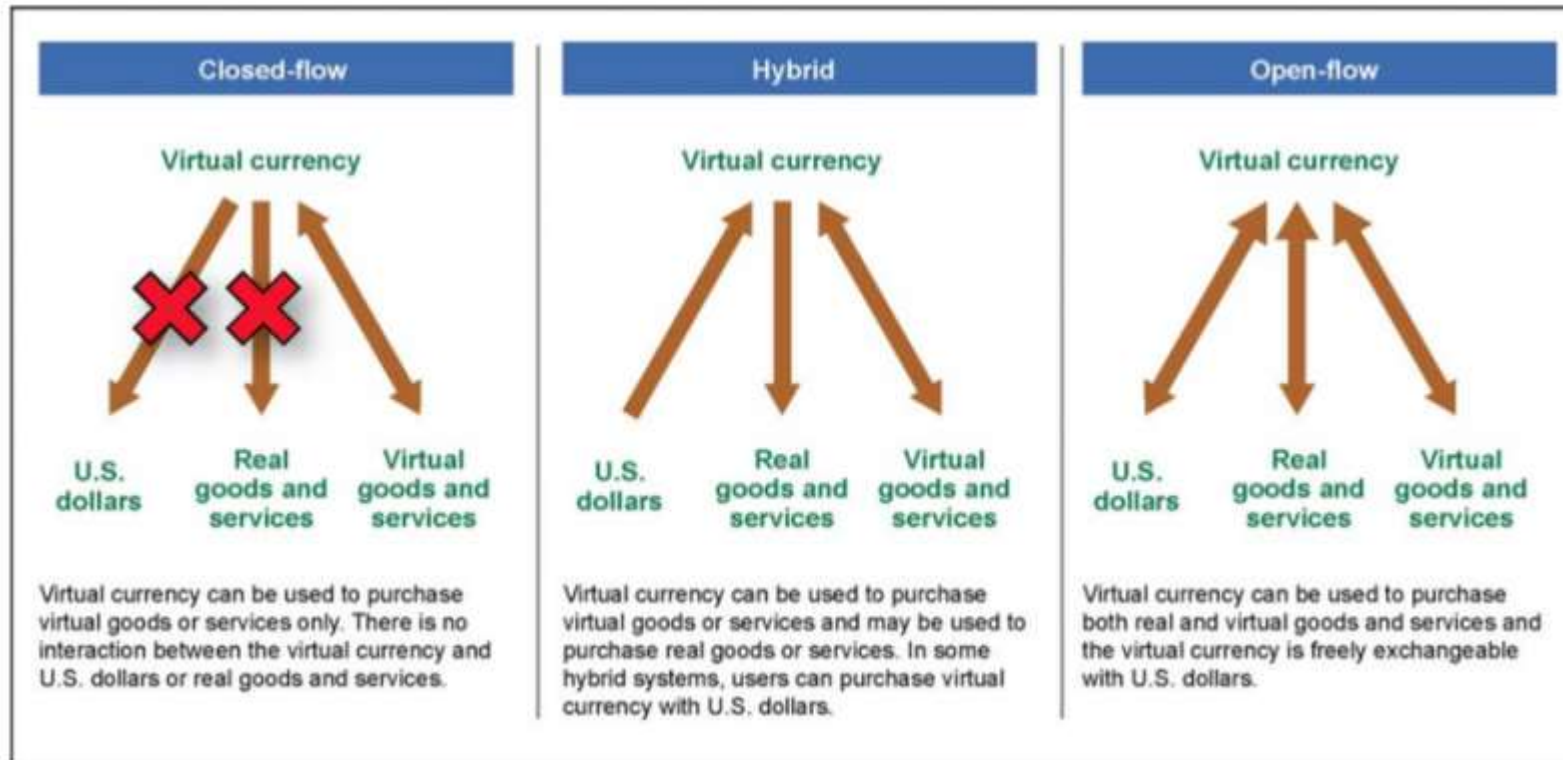 Closed-flow
Virtual currency
U.S.
dollars
Real
goods and
services
Virtual
goods and
services
Virtual currency can be used to purchase
virtual goods or services only. There is no
interaction between the virtual currency and
U.S. dollars or real goods and services.
Hybrid
Virtual currency
U.S.
dollars
Real
goods and
services
Virtual
goods and
services
Virtual currency can be used to purchase
virtual goods or services and may be used to
purchase real goods or services. In some
hybrid systems, users can purchase virtual
currency with U.S. dollars.
Open-flow
Virtual currency
U.S.
dollars
Real
goods and
services
Virtual
goods and
services
Virtual currency can be used to purchase
both real and virtual goods and services and
the virtual currency is freely exchangeable
with U.S. dollars.